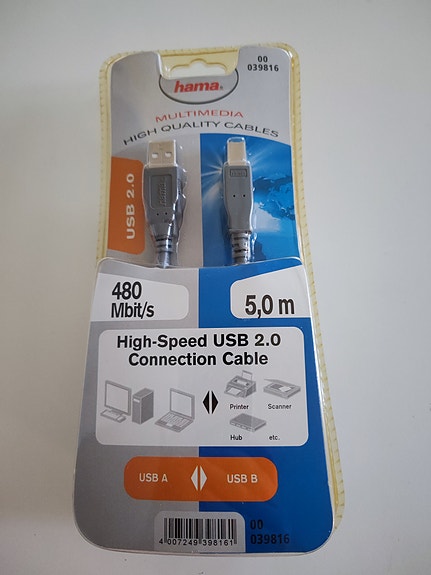 00
039816
hama®
MULTIMEDIA
HIGH QUALITY CABLES
USB 2.0
480
Mbit/s
5,0 m
High-Speed USB 2.0
Connection Cable
Printer
Scanner
Hub
etc.
USB A
USB B
4 007249 398161
00
039816